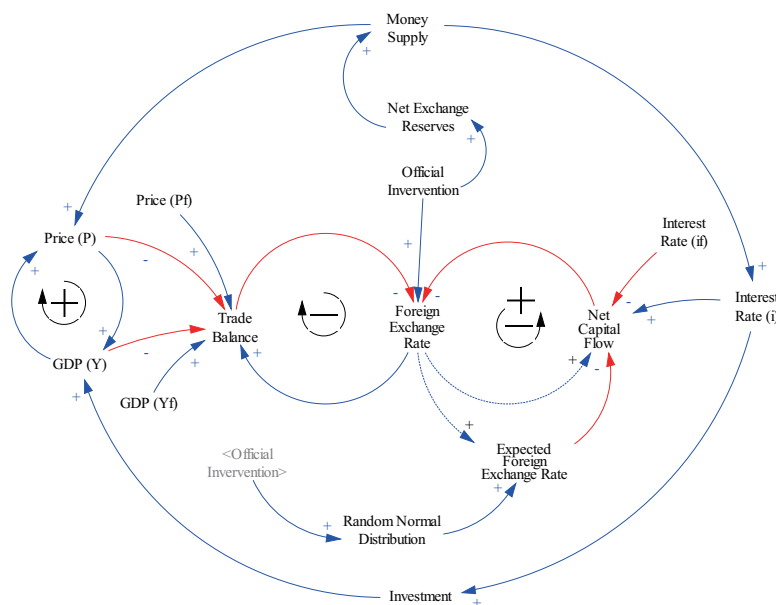 Money
Supply
+
+
Net Exchange
Reserves
+
Official
Invervention
Price (Pf)
Interest
Rate (if)
+
Price (P)
-
+
+
+
-
+
+
-
-
-
+
+
Interest
Rate (i)
Trade
Balance
Foreign
Exchange
Rate
Net
Capital
Flow
+
-
+
-
+
-
+
GDP (Y)
+
GDP (Yf)
+
<Official
Invervention>
Expected
Foreign
Exchange Rate
+
+
Random Normal
Distribution
Investment
+